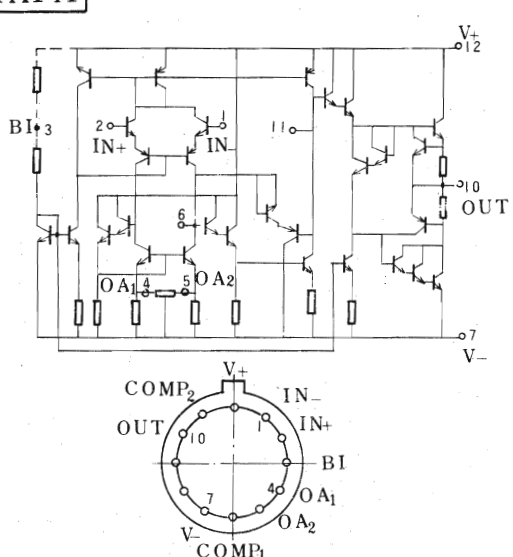 V+
12
BI 3
2
1
11
IN+
IN-
10
OUT
6
OA1 4
5 OA2
7
V-
V+
COMP2
IN-
OUT
1
IN+
10
BI
4
OA1
7
OA2
V-
COMP1